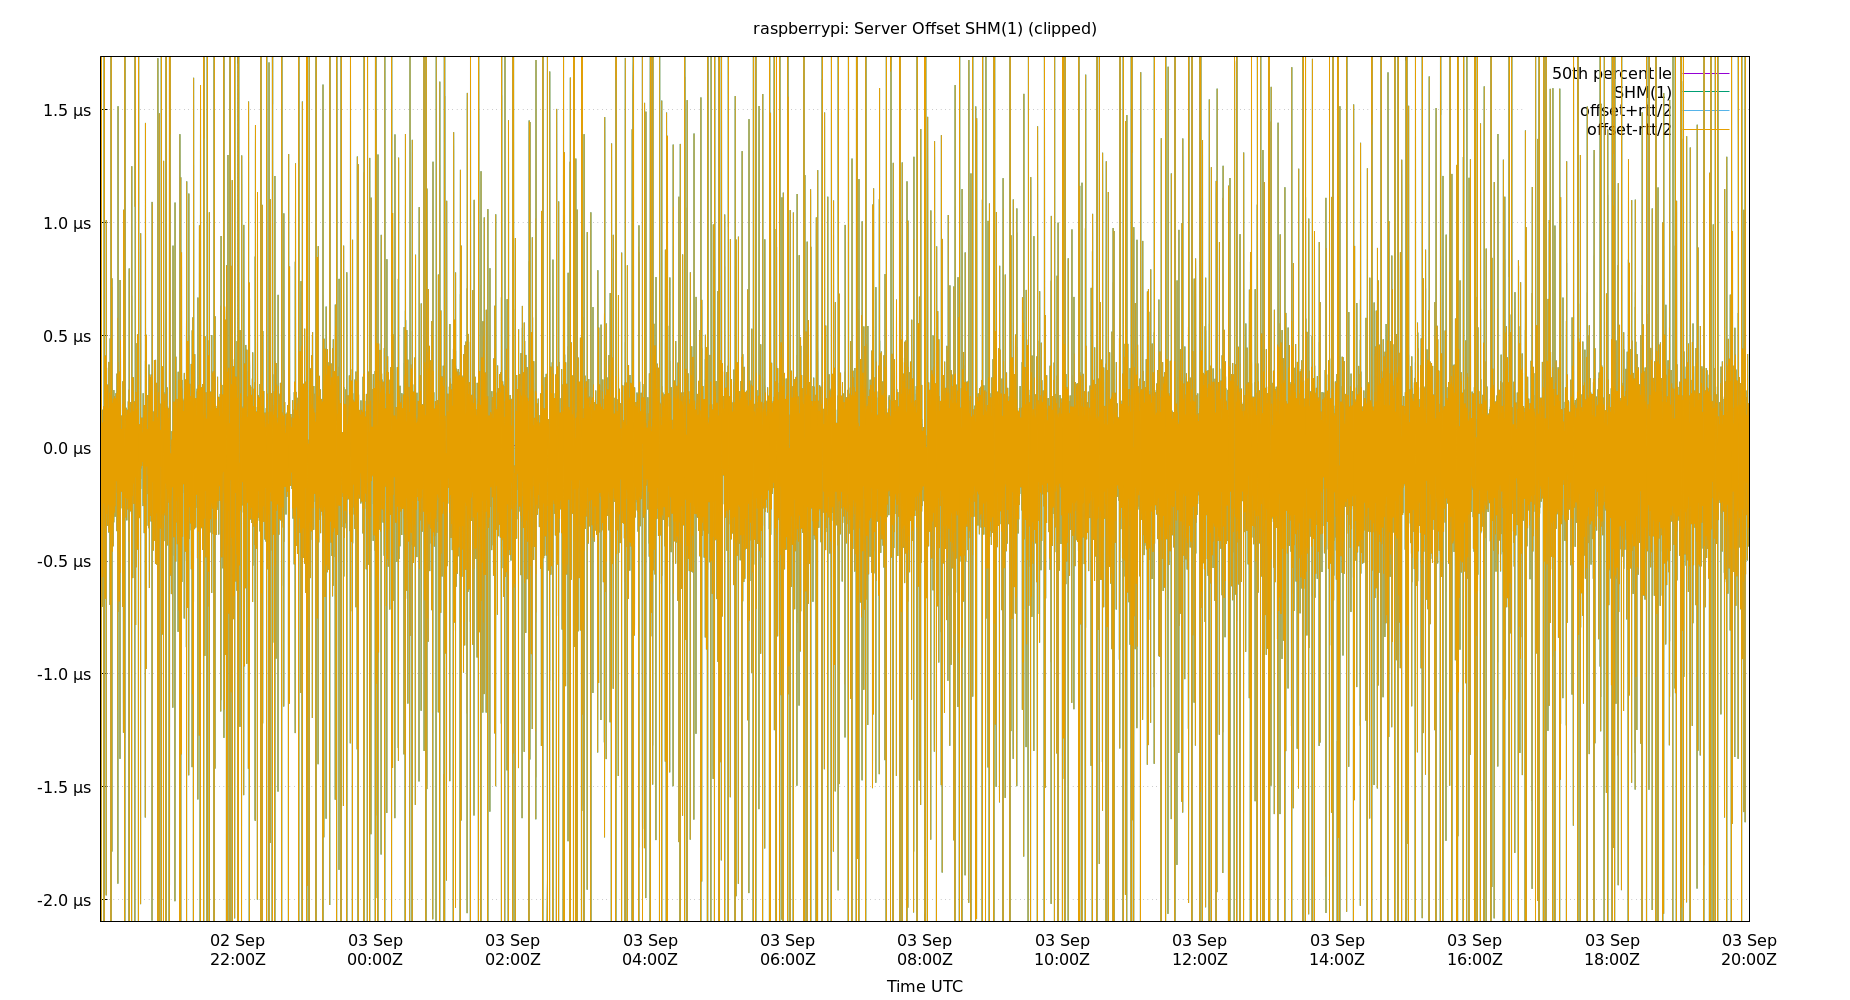 raspberrypi: Server Offset SHM(1) (clipped)
50th percentile
SHM(1)
offset+rtt/2
offset-rtt/2
1.5 µs
1.0 µs
0.5 µs
0.0 µs
-0.5 µs
-1.0 µs
-1.5 µs
-2.0 µs
02 Sep 03 Sep 03 Sep 03 Sep 03 Sep 03 Sep 03 Sep 03 Sep 03 Sep 03 Sep 03 Sep 03 Sep
22:00Z 00:00Z 02:00Z 04:00Z 06:00Z 08:00Z 10:00Z 12:00Z 14:00Z 16:00Z 18:00Z 20:00Z
Time UTC